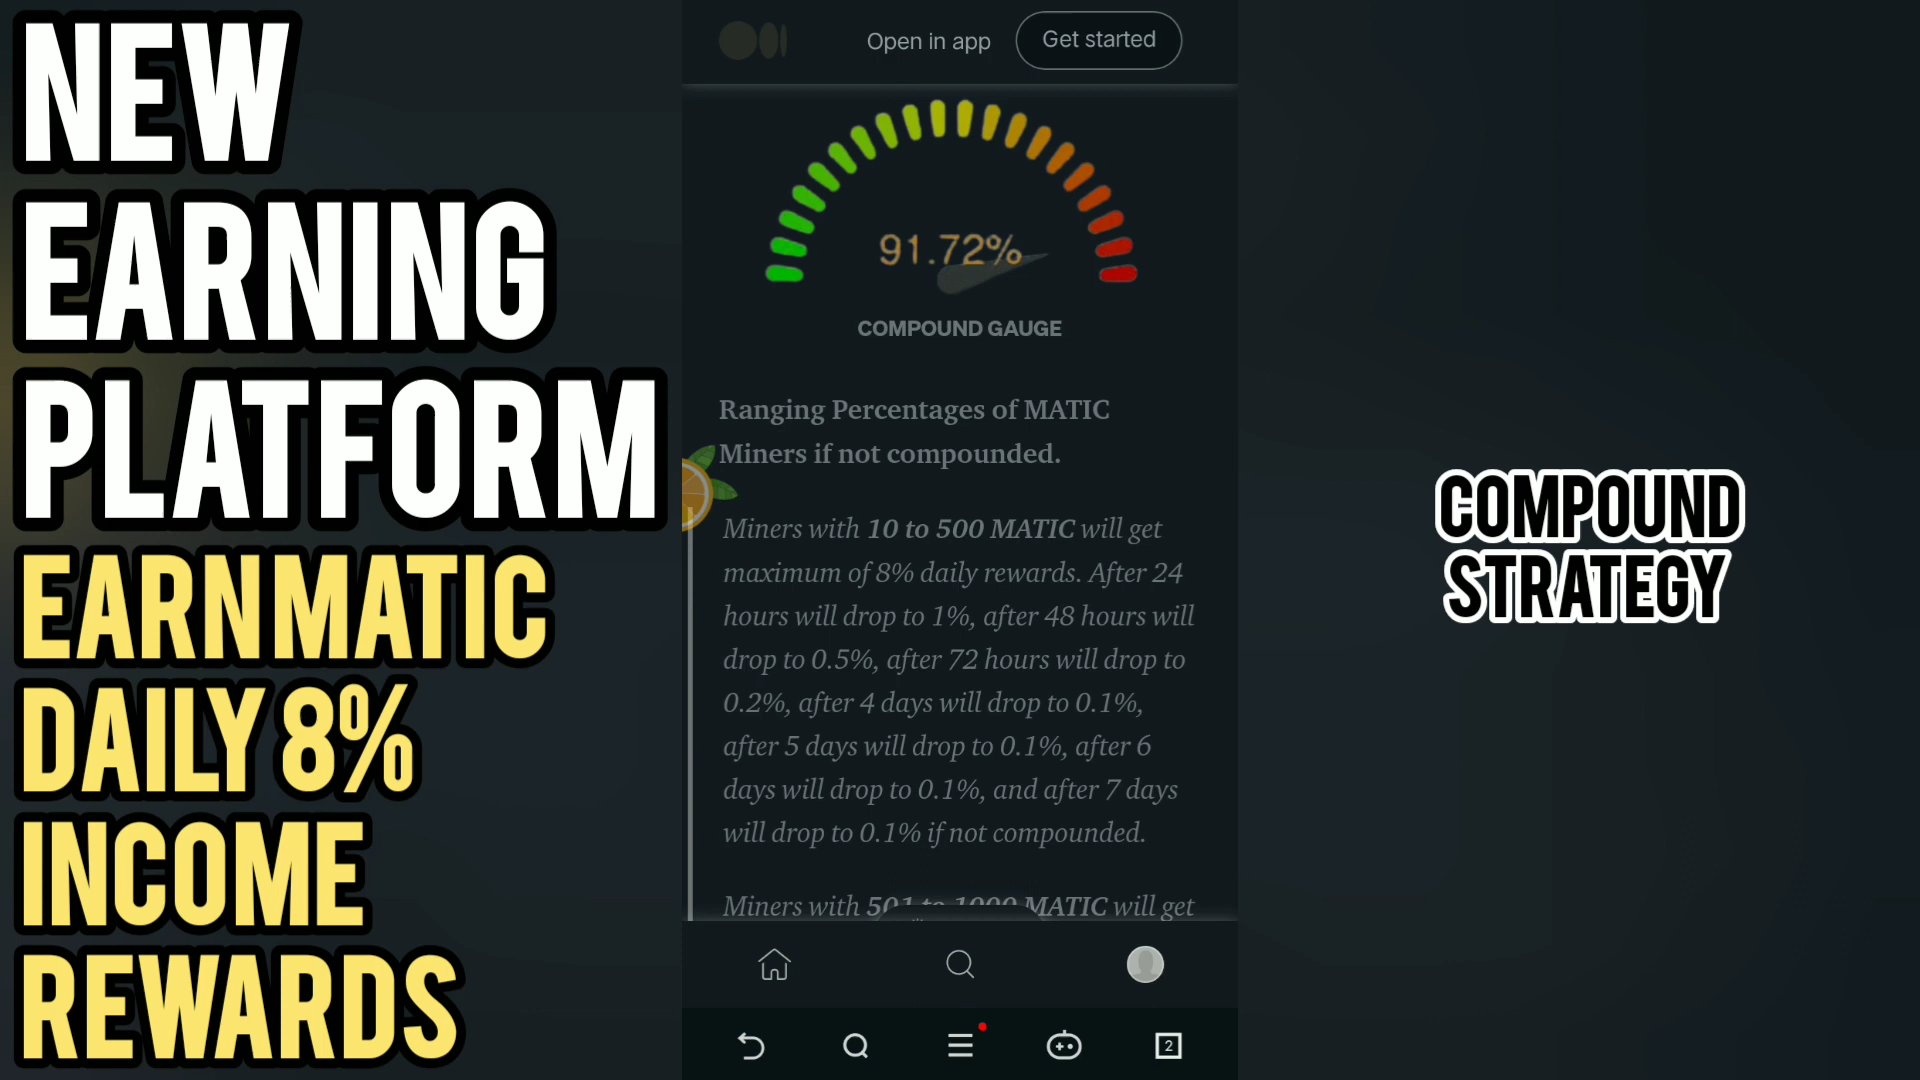 NEW
EARNING
PLATFORM
EARNMATIC
DAILY 8%
INCOME
REWARDS
Open in app
Get started
91.72%
COMPOUND GAUGE
Ranging Percentages of MATIC
Miners if not compounded.
Miners with 10 to 500 MATIC will get
maximum of 8% daily rewards. After 24
hours will drop to 1%, after 48 hours will
drop to 0.5%, after 72 hours will drop to
0.2%, after 4 days will drop to 0.1%,
after 5 days will drop to 0.1%, after 6
days will drop to 0.1%, and after 7 days
will drop to 0.1% if not compounded.
Miners with 501 to 1000 MATIC will get
2
COMPOUND
STRATEGY